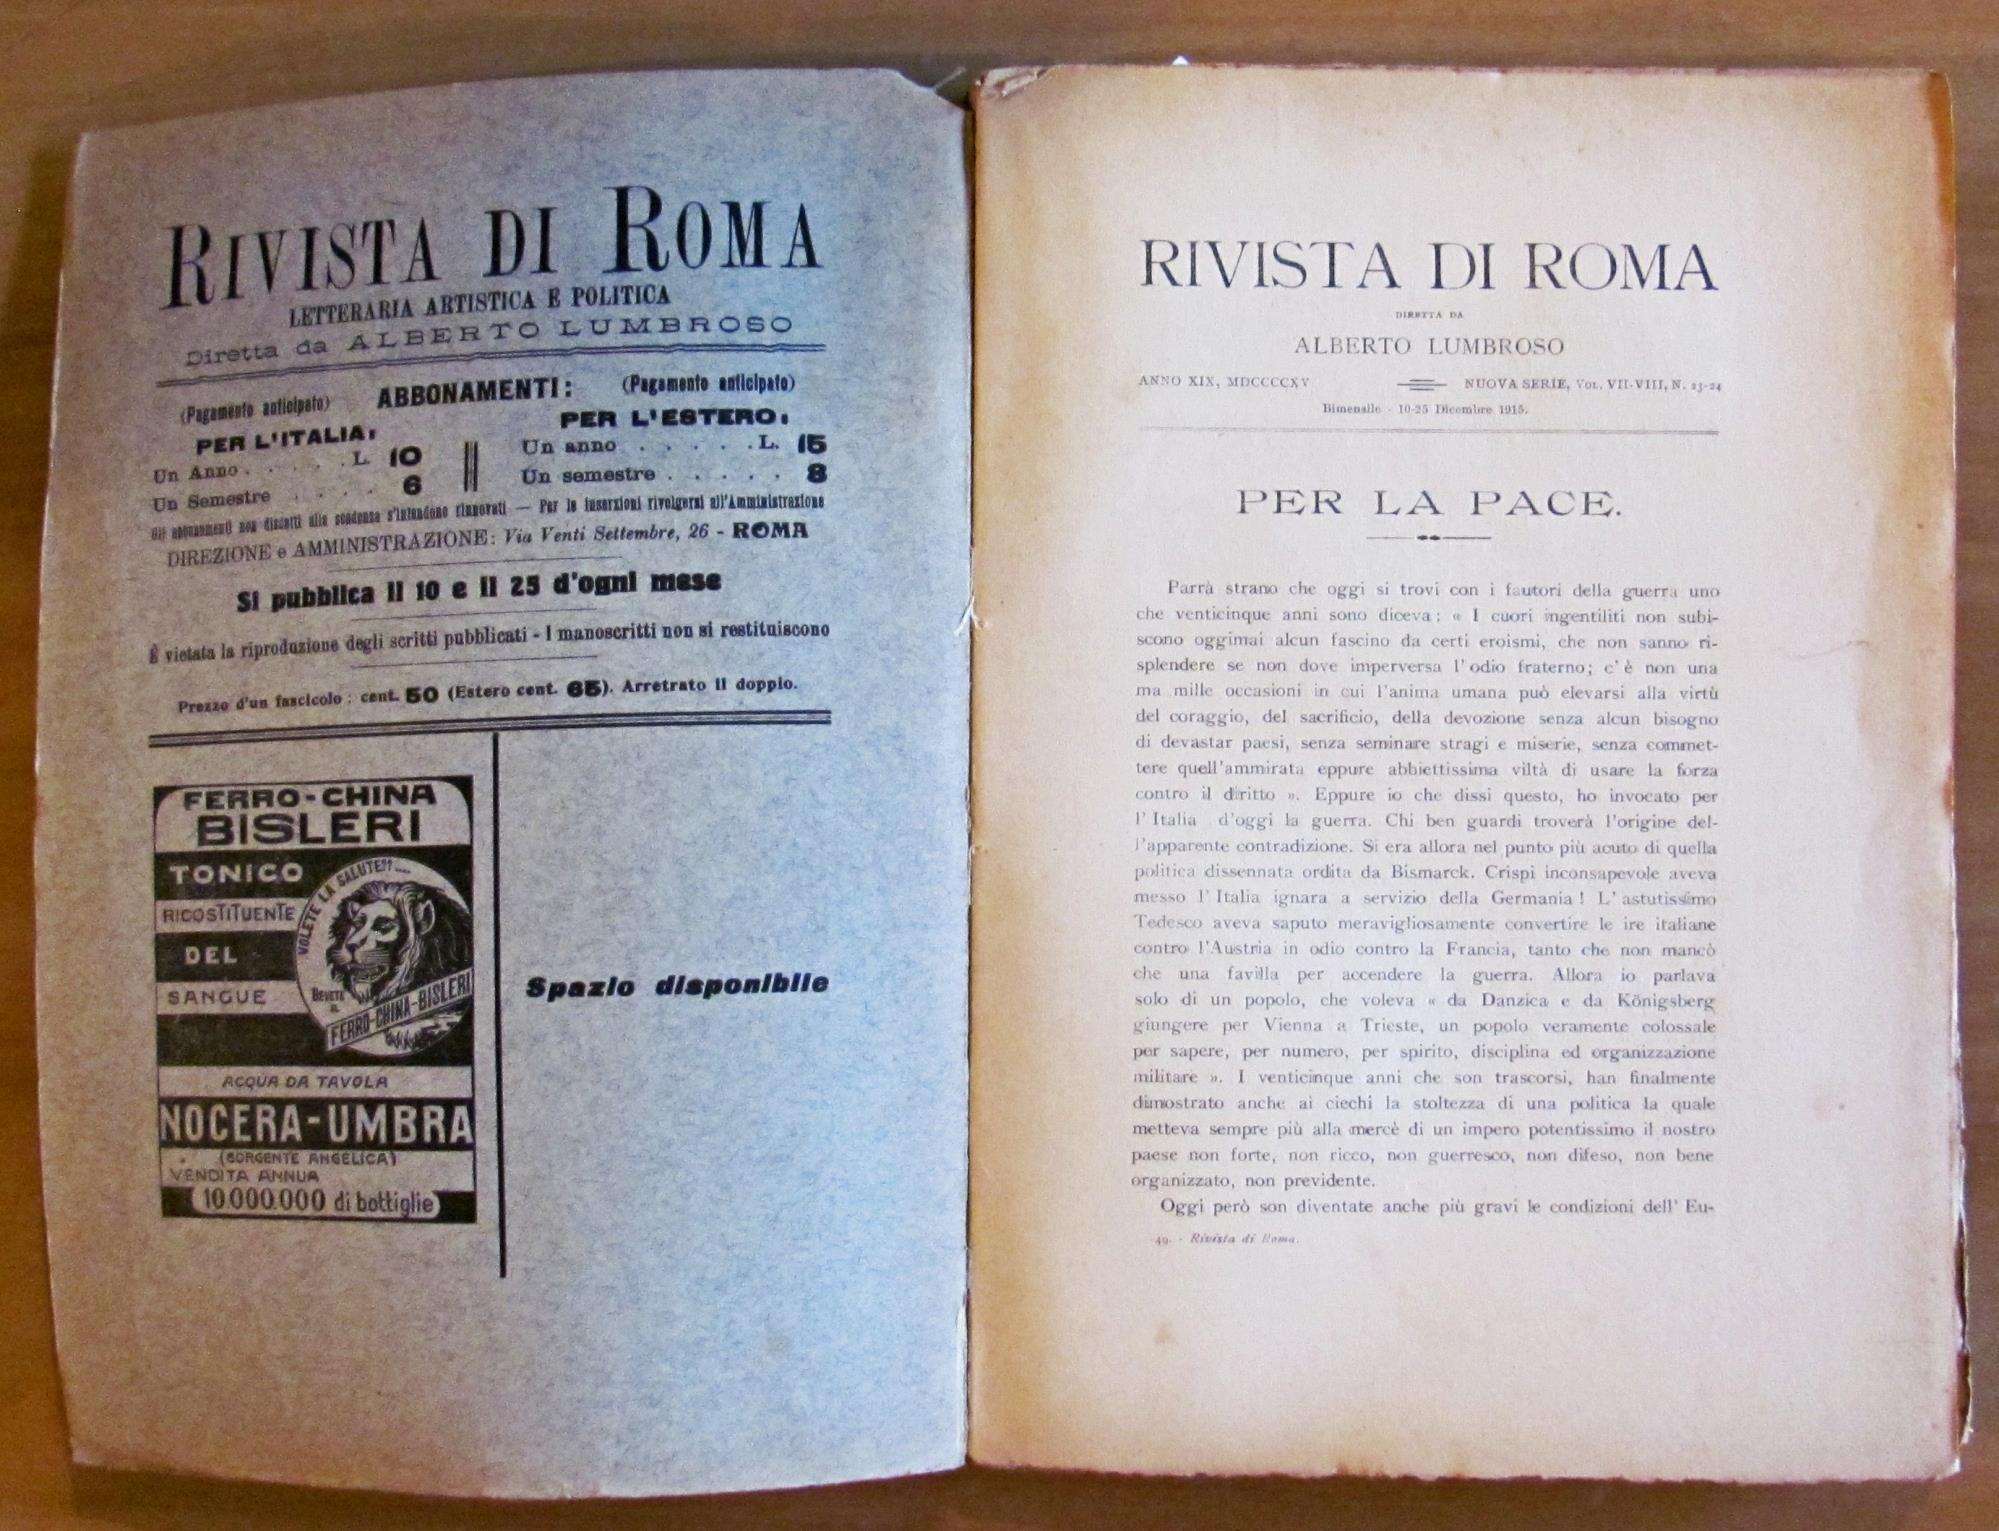 RIVISTA DI ROMA
LETTERARIA ARTISTICA E POLITICA
Diretta da ALBERTO LUMBROSO
(Pagamento anticipato) ABBONAMENTI: (Pagamento anticipato)
PER L'ITALIA:
Un Anno . . . . . L. 10
Un Semestre . . . 6
PER L'ESTERO:
Un anno . . . . . L. 15
Un semestre . . . . . 8
Gli abbonamenti non disdetti alla scadenza s'intendono rinnovati — Per le inserzioni rivolgersi all'Amministrazione
DIREZIONE e AMMINISTRAZIONE: Via Venti Settembre, 26 - ROMA
Si pubblica il 10 e il 25 d'ogni mese
È vietata la riproduzione degli scritti pubblicati - I manoscritti non si restituiscono
Prezzo d'un fascicolo : cent. 50 (Estero cent. 65). Arretrato il doppio.
FERRO-CHINA
BISLERI
TONICO
RICOSTITUENTE
DEL
SANGUE
VOLETE LA SALUTE??....
BEVETE
IL
FERRO-CHINA-BISLERI
ACQUA DA TAVOLA
NOCERA-UMBRA
(SORGENTE ANGELICA)
VENDITA ANNUA
10.000.000 di bottiglie
Spazio disponibile
RIVISTA DI ROMA
DIRETTA DA
ALBERTO LUMBROSO
ANNO XIX, MDCCCCXV NUOVA SERIE, VOL. VII-VIII, N. 23-24
Bimensile - 10-25 Dicembre 1915.
PER LA PACE.
Parrà strano che oggi si trovi con i fautori della guerra uno
che venticinque anni sono diceva : « I cuori ingentiliti non subi-
scono oggimai alcun fascino da certi eroismi, che non sanno ri-
splendere se non dove imperversa l'odio fraterno; c'è non una
ma mille occasioni in cui l'anima umana può elevarsi alla virtù
del coraggio, del sacrificio, della devozione senza alcun bisogno
di devastar paesi, senza seminare stragi e miserie, senza commet-
tere quell'ammirata eppure abbiettissima viltà di usare la forza
contro il diritto ». Eppure io che dissi questo, ho invocato per
l'Italia d'oggi la guerra. Chi ben guardi troverà l'origine del-
l'apparente contradizione. Si era allora nel punto più acuto di quella
politica dissennata ordita da Bismarck. Crispi inconsapevole aveva
messo l'Italia ignara a servizio della Germania ! L'astutissimo
Tedesco aveva saputo meravigliosamente convertire le ire italiane
contro l'Austria in odio contro la Francia, tanto che non mancò
che una favilla per accendere la guerra. Allora io parlava
solo di un popolo, che voleva « da Danzica e da Königsberg
giungere per Vienna a Trieste, un popolo veramente colossale
per sapere, per numero, per spirito, disciplina ed organizzazione
militare ». I venticinque anni che son trascorsi, han finalmente
dimostrato anche ai ciechi la stoltezza di una politica la quale
metteva sempre più alla mercè di un impero potentissimo il nostro
paese non forte, non ricco, non guerresco, non difeso, non bene
organizzato, non previdente.
Oggi però son diventate anche più gravi le condizioni dell'Eu-
49. - Rivista di Roma.